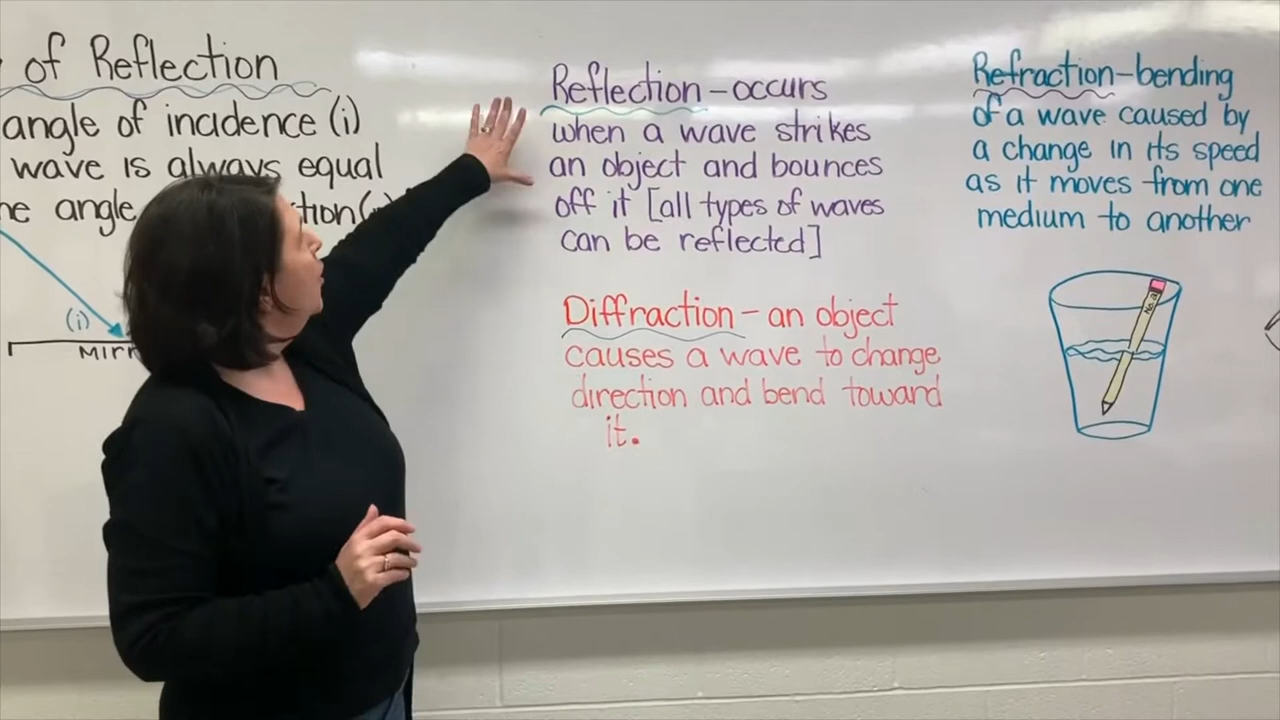 of Reflection
angle of incidence (i)
wave is always equal
angle
(i)
Reflection - occurs
when a wave strikes
an object and bounces
off it [all types of waves
can be reflected]
Diffraction - an object
causes a wave to change
direction and bend toward
it.
Refraction - bending
of a wave caused by
a change in its speed
as it moves from one
medium to another
No. 2